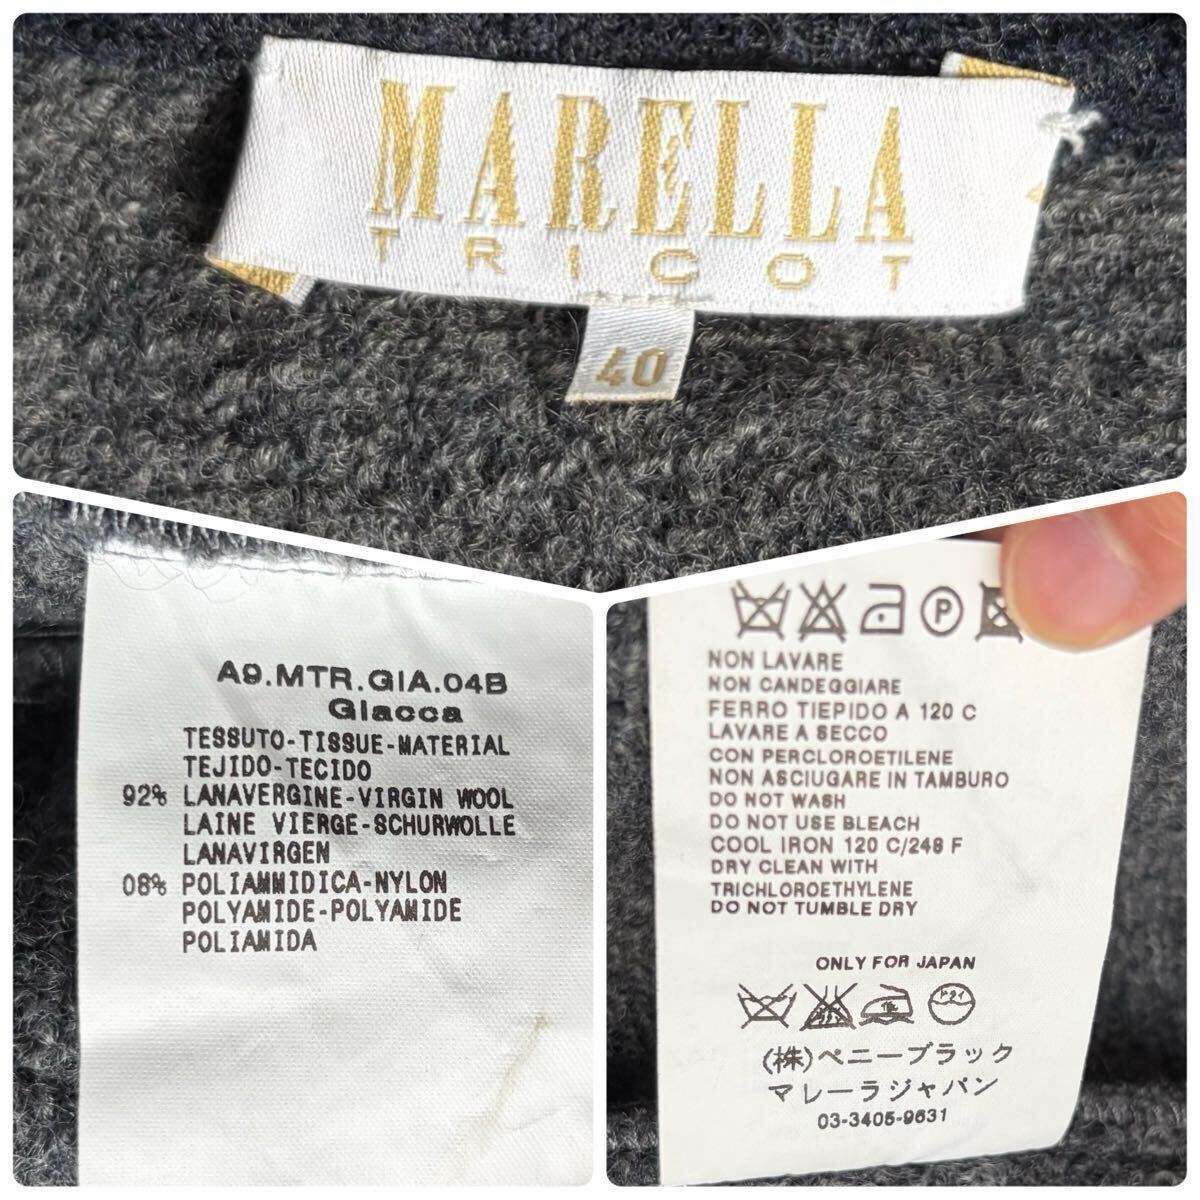 MARELLA
TRICOT
40
A9.MTR.GIA.04B
Giacca
TESSUTO-TISSUE-MATERIAL
TEJIDO-TECIDO
92% LANAVERGINE-VIRGIN WOOL
LAINE VIERGE-SCHURWOLLE
LANAVIRGEN
08% POLIAMMIDICA-NYLON
POLYAMIDE-POLYAMIDE
POLIAMIDA
P
NON LAVARE
NON CANDEGGIARE
FERRO TIEPIDO A 120 C
LAVARE A SECCO
CON PERCLOROETILENE
NON ASCIUGARE IN TAMBURO
DO NOT WASH
DO NOT USE BLEACH
COOL IRON 120 C/248 F
DRY CLEAN WITH
TRICHLOROETHYLENE
DO NOT TUMBLE DRY
ONLY FOR JAPAN
(株)ペニーブラック
マレーラジャパン
03-3405-9631